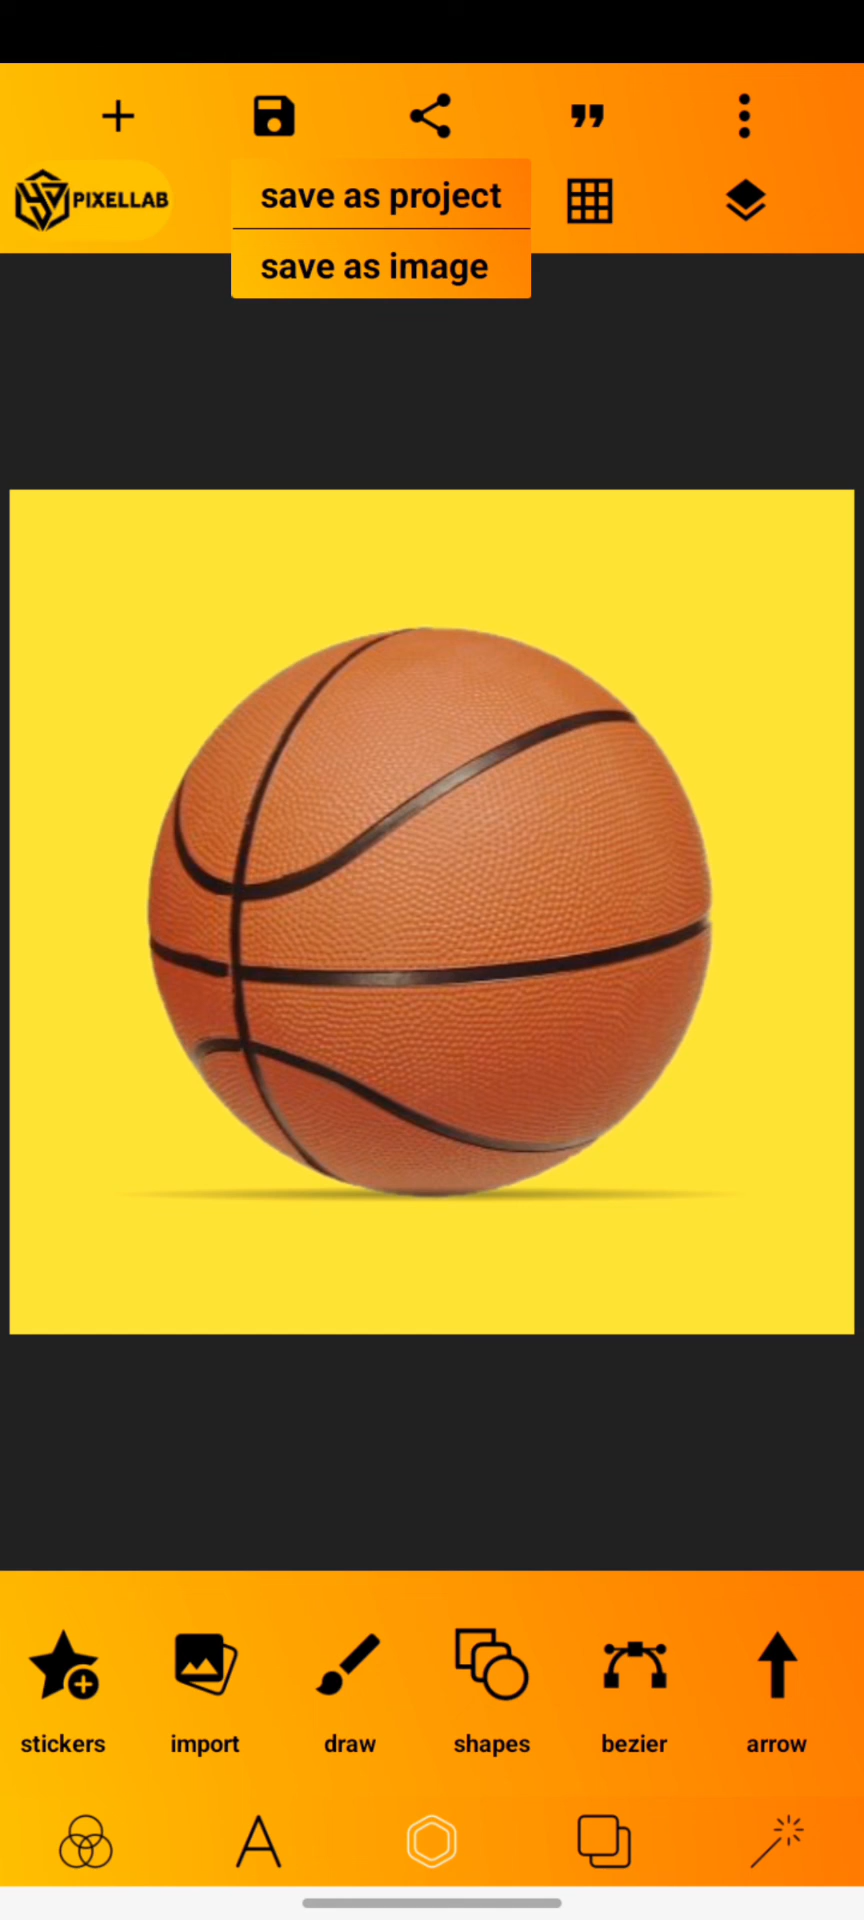 PIXELLAB
save as project
save as image
stickers
import
draw
shapes
bezier
arrow